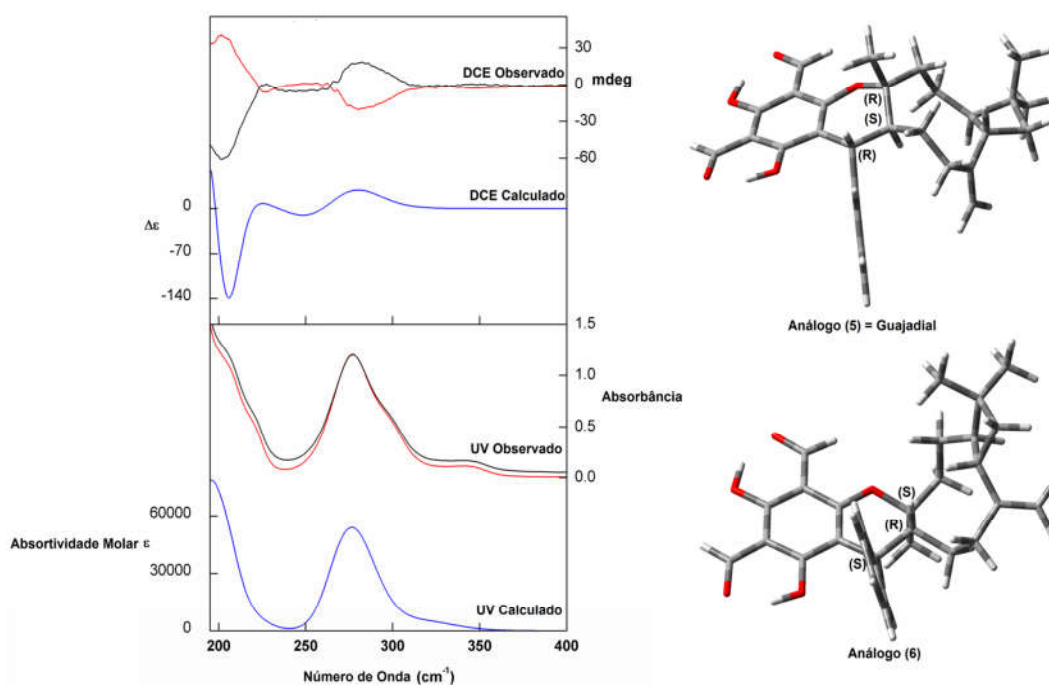 30
DCE Observado
0
mdeg
-30
-60
DCE Calculado
0
Δε
-70
-140
1.5
1.0
Absorbância
0.5
UV Observado
0.0
60000
Absortividade Molar ε
30000
UV Calculado
0
200
250
300
350
400
Número de Onda (cm⁻¹)
(R)
(S)
(R)
Análogo (5) = Guajadial
(S)
(R)
(S)
Análogo (6)